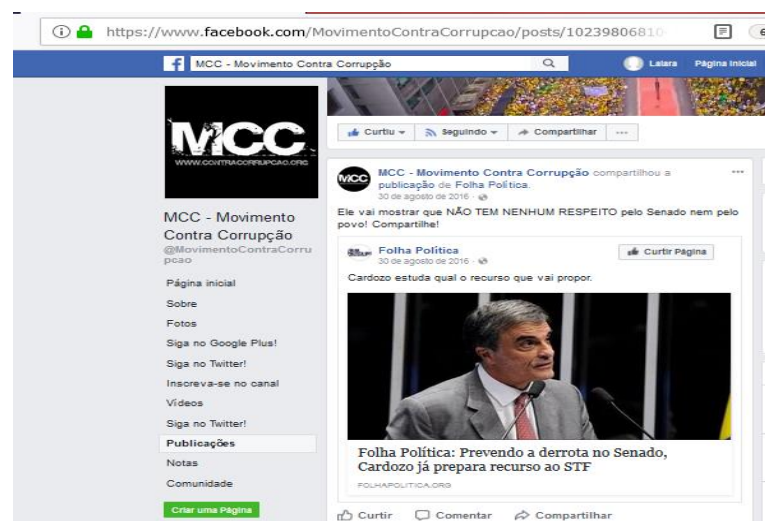 https://www.facebook.com/MovimentoContraCorrupcao/posts/10239806810
MCC - Movimento Contra Corrupção
Laiara Página inicial
MCC
WWW.CONTRACORRUPCAO.ORG
MCC - Movimento
Contra Corrupção
@MovimentoContraCorru
pcao
Página inicial
Sobre
Fotos
Siga no Google Plus!
Siga no Twitter!
Inscreva-se no canal
Vídeos
Siga no Twitter!
Publicações
Notas
Comunidade
Criar uma Página
Curtiu Seguindo Compartilhar ...
MCC
MCC - Movimento Contra Corrupção compartilhou a
publicação de Folha Política.
30 de agosto de 2016
Ele vai mostrar que NÃO TEM NENHUM RESPEITO pelo Senado nem pelo
povo! Compartilhe!
Folha Política
30 de agosto de 2016
Curtir Página
Cardozo estuda qual o recurso que vai propor.
Folha Política: Prevendo a derrota no Senado,
Cardozo já prepara recurso ao STF
FOLHAPOLITICA.ORG
Curtir Comentar Compartilhar